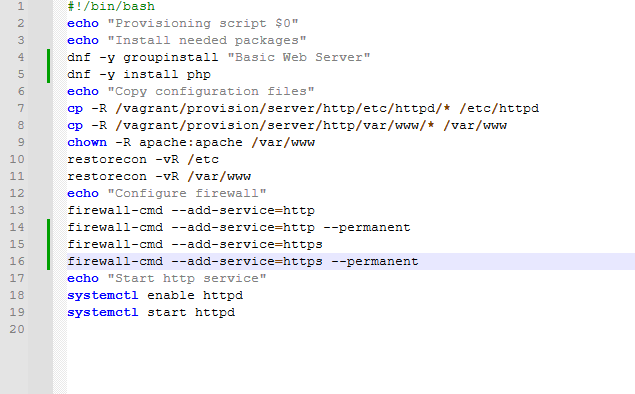 1 #!/bin/bash
2 echo "Provisioning script $0"
3 echo "Install needed packages"
4 dnf -y groupinstall "Basic Web Server"
5 dnf -y install php
6 echo "Copy configuration files"
7 cp -R /vagrant/provision/server/http/etc/httpd/* /etc/httpd
8 cp -R /vagrant/provision/server/http/var/www/* /var/www
9 chown -R apache:apache /var/www
10 restorecon -vR /etc
11 restorecon -vR /var/www
12 echo "Configure firewall"
13 firewall-cmd --add-service=http
14 firewall-cmd --add-service=http --permanent
15 firewall-cmd --add-service=https
16 firewall-cmd --add-service=https --permanent
17 echo "Start http service"
18 systemctl enable httpd
19 systemctl start httpd
20